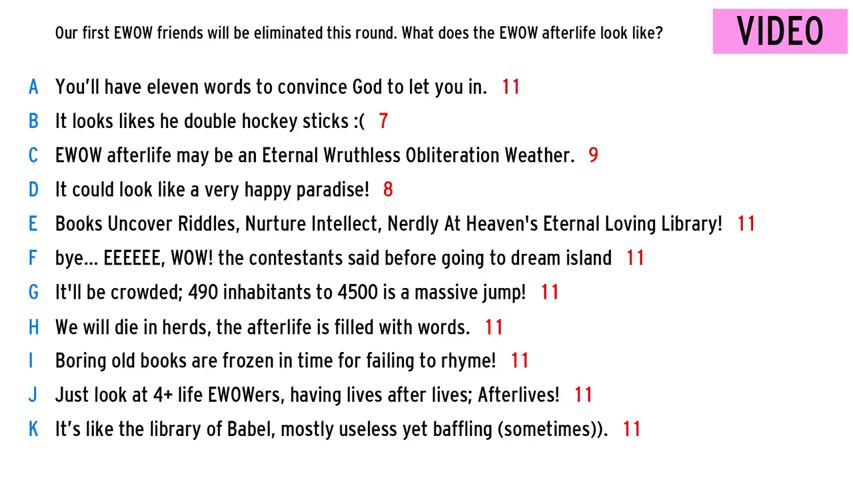 Our first EWOW friends will be eliminated this round. What does the EWOW afterlife look like?
VIDEO
A You'll have eleven words to convince God to let you in. 11
B It looks likes he double hockey sticks :( 7
C EWOW afterlife may be an Eternal Wruthless Obliteration Weather. 9
D It could look like a very happy paradise! 8
E Books Uncover Riddles, Nurture Intellect, Nerdly At Heaven's Eternal Loving Library! 11
F bye... EEEEEE, WOW! the contestants said before going to dream island 11
G It'll be crowded; 490 inhabitants to 4500 is a massive jump! 11
H We will die in herds, the afterlife is filled with words. 11
I Boring old books are frozen in time for failing to rhyme! 11
J Just look at 4+ life EWOWers, having lives after lives; Afterlives! 11
K It's like the library of Babel, mostly useless yet baffling (sometimes)). 11